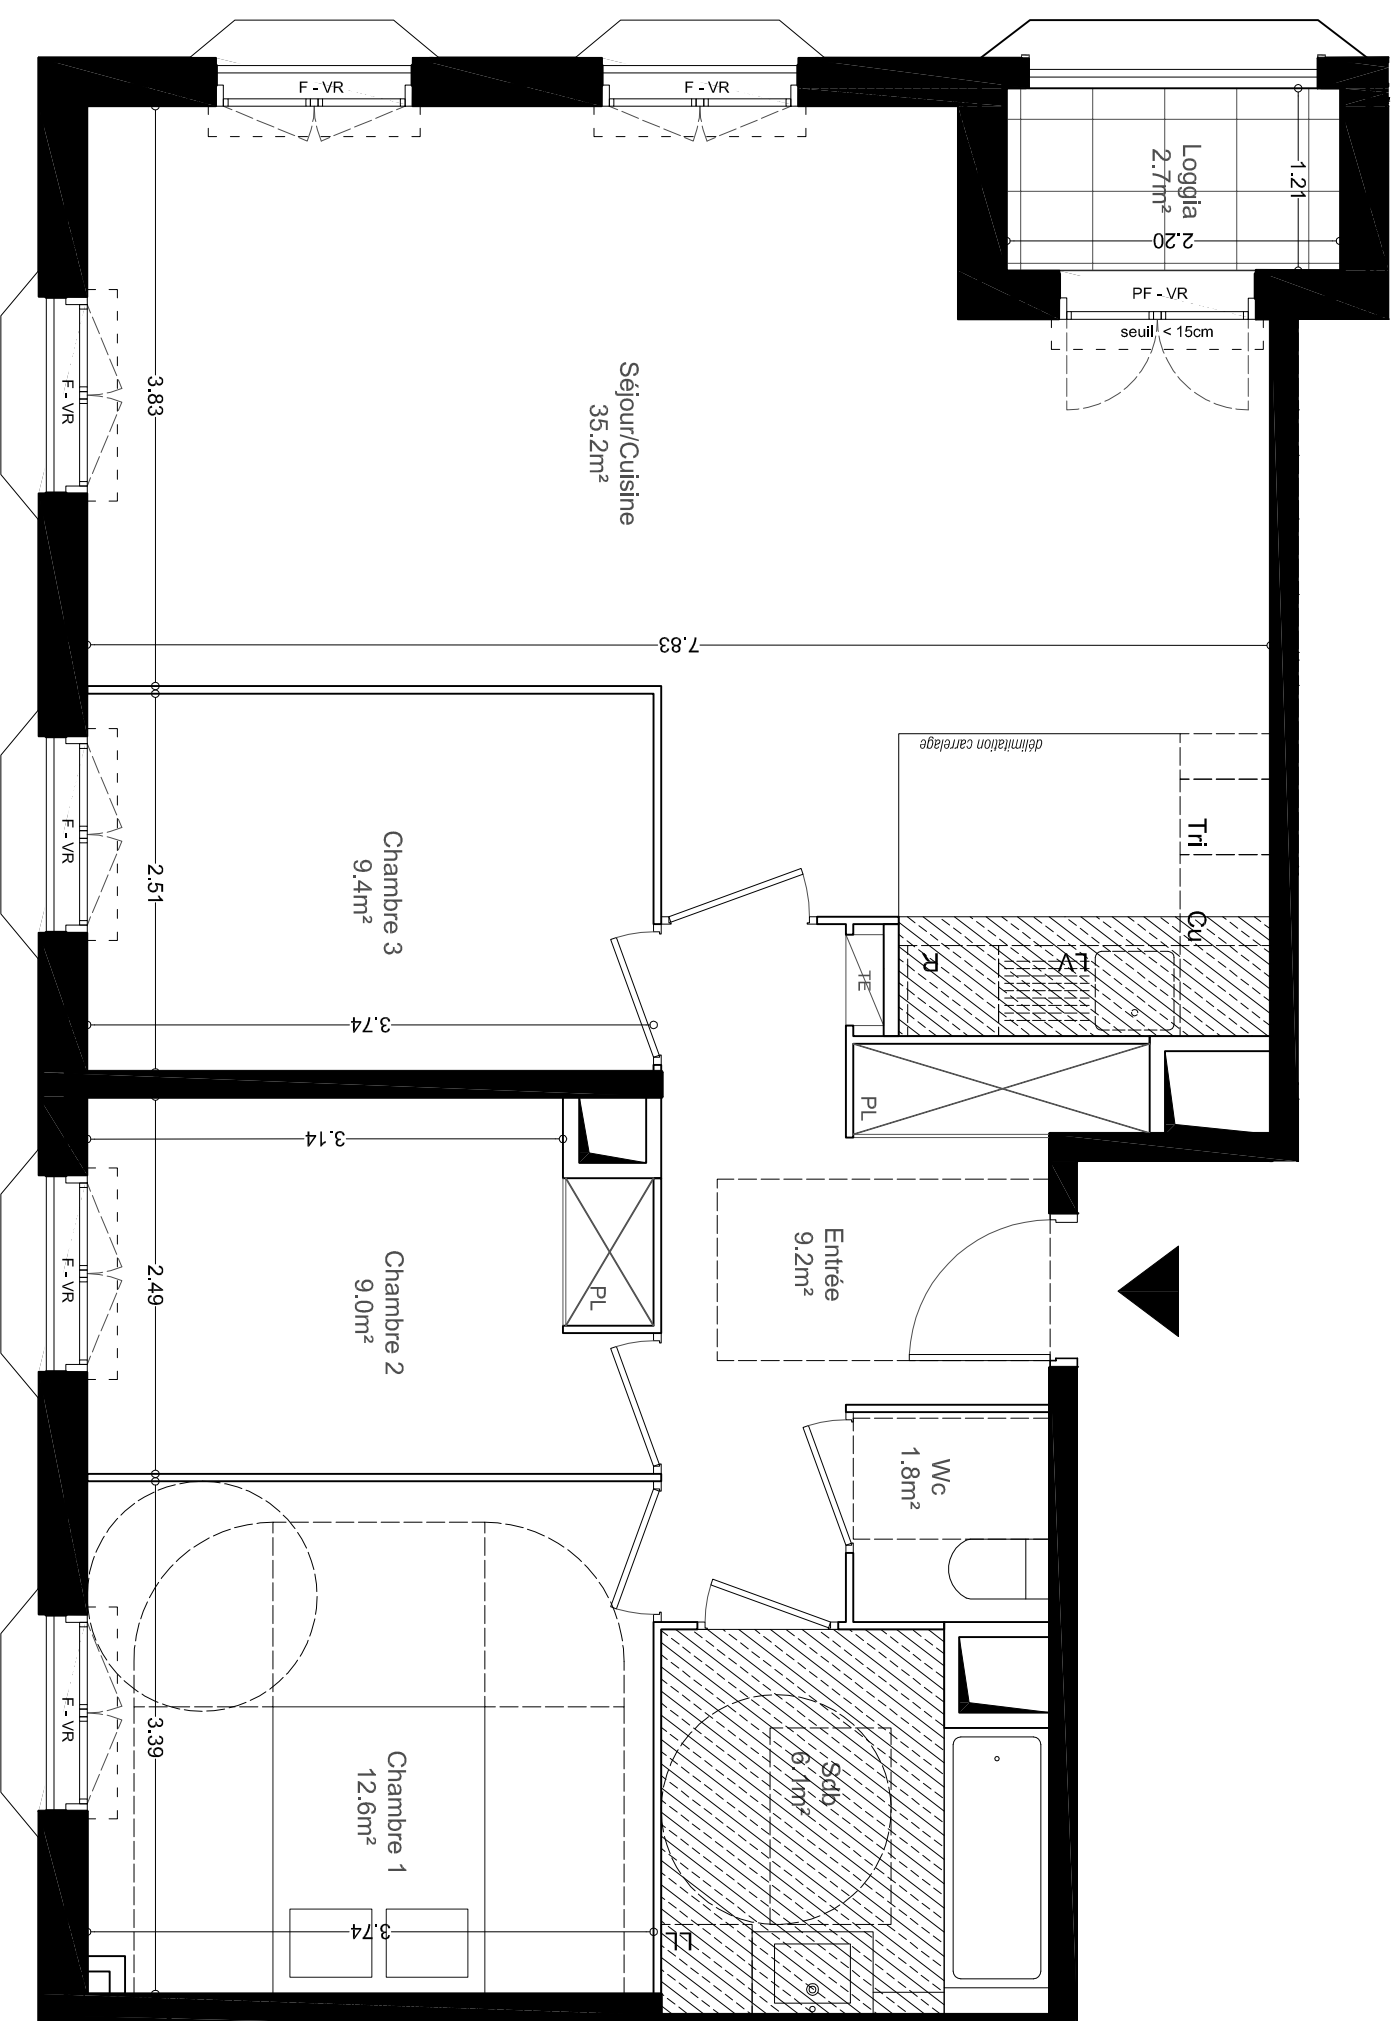 F - VR
F - VR
Loggia
2.7m²
1.21
2.20
PF - VR
seuil < 15cm
F - VR
3.83
Séjour/Cuisine
35.2m²
7.83
délimitation carrelage
Tri
Cu
LV
R
TE
PL
F - VR
2.51
Chambre 3
9.4m²
3.74
3.14
PL
Entrée
9.2m²
F - VR
2.49
Chambre 2
9.0m²
Wc
1.8m²
F - VR
3.39
Chambre 1
12.6m²
3.74
Sdb
6.1m²
LL